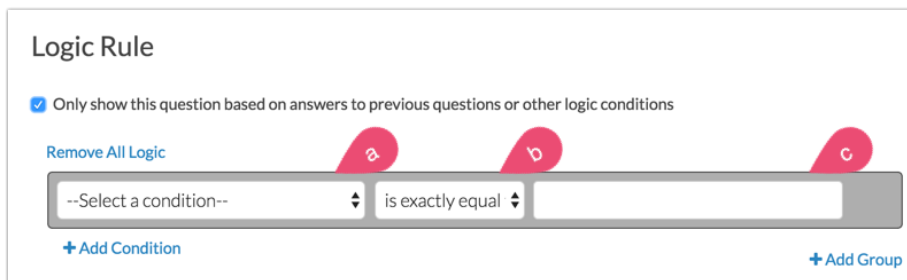 Logic Rule
Only show this question based on answers to previous questions or other logic conditions
Remove All Logic
a
b
c
--Select a condition--
is exactly equal
+ Add Condition
+ Add Group